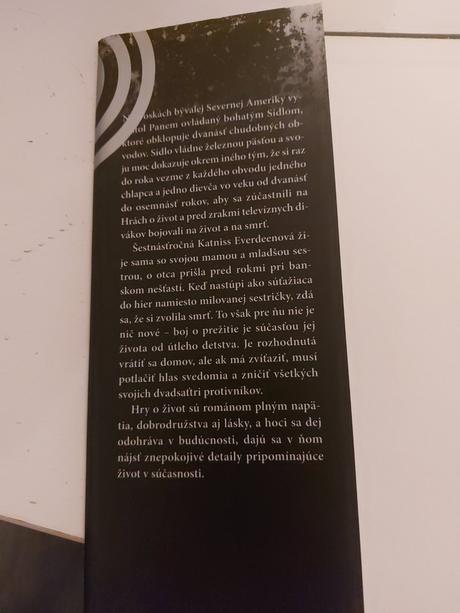 oskách bývalej Severnej Ameriky vy-
Panem ovládaný bohatým Sídlom,
ktoré obklopuje dvanásť chudobných ob-
vodov. Sídlo vládne železnou päsťou a svo-
ju moc dokazuje okrem iného tým, že si raz
do roka vezme z každého obvodu jedného
chlapca a jedno dievča vo veku od dvanásť
do osemnásť rokov, aby sa zúčastnili na
Hrách o život a pred zrakmi televíznych di-
vákov bojovali na život a na smrť.
Šestnásťročná Katniss Everdeenová ži-
je sama so svojou mamou a mladšou ses-
trou, o otca prišla pred rokmi pri ban-
skom nešťastí. Keď nastúpi ako súťažiaca
do hier namiesto milovanej sestričky, zdá
sa, že si zvolila smrť. To však pre ňu nie je
nič nové – boj o prežitie je súčasťou jej
života od útleho detstva. Je rozhodnutá
vrátiť sa domov, ale ak má zvíťaziť, musí
potlačiť hlas svedomia a zničiť všetkých
svojich dvadsaťtri protivníkov.
Hry o život sú románom plným napä-
tia, dobrodružstva aj lásky, a hoci sa dej
odohráva v budúcnosti, dajú sa v ňom
nájsť znepokojivé detaily pripomínajúce
život v súčasnosti.